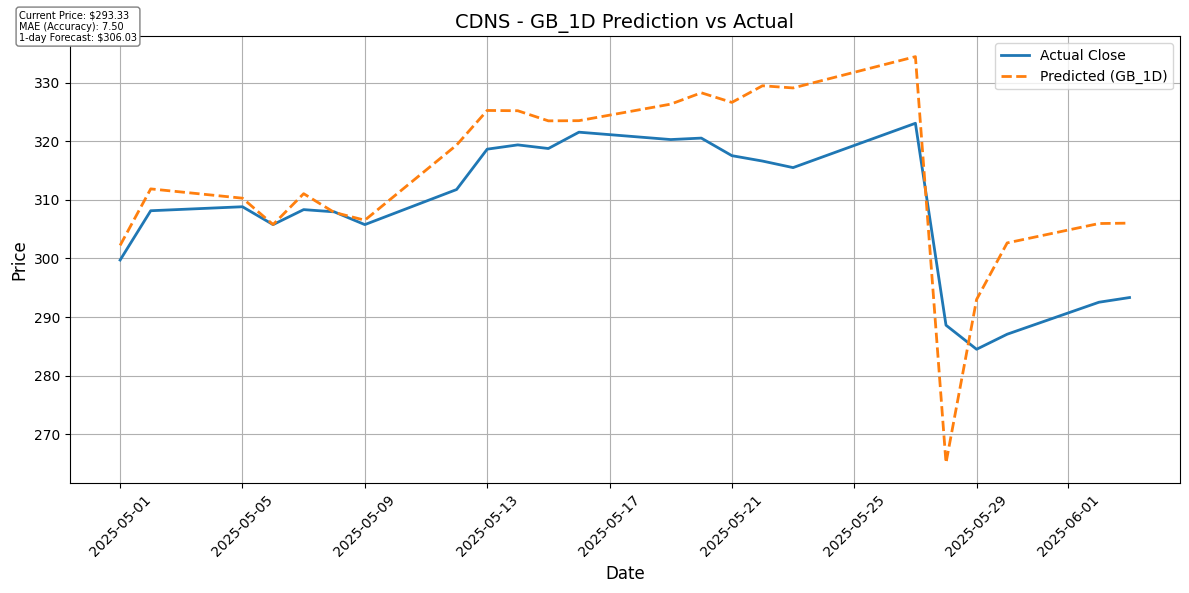 CDNS - GB_1D Prediction vs Actual
Current Price: $293.33
MAE (Accuracy): 7.50
1-day Forecast: $306.03
Actual Close
Predicted (GB_1D)
Price
330
320
310
300
290
280
270
2025-05-01
2025-05-05
2025-05-09
2025-05-13
2025-05-17
2025-05-21
2025-05-25
2025-05-29
2025-06-01
Date